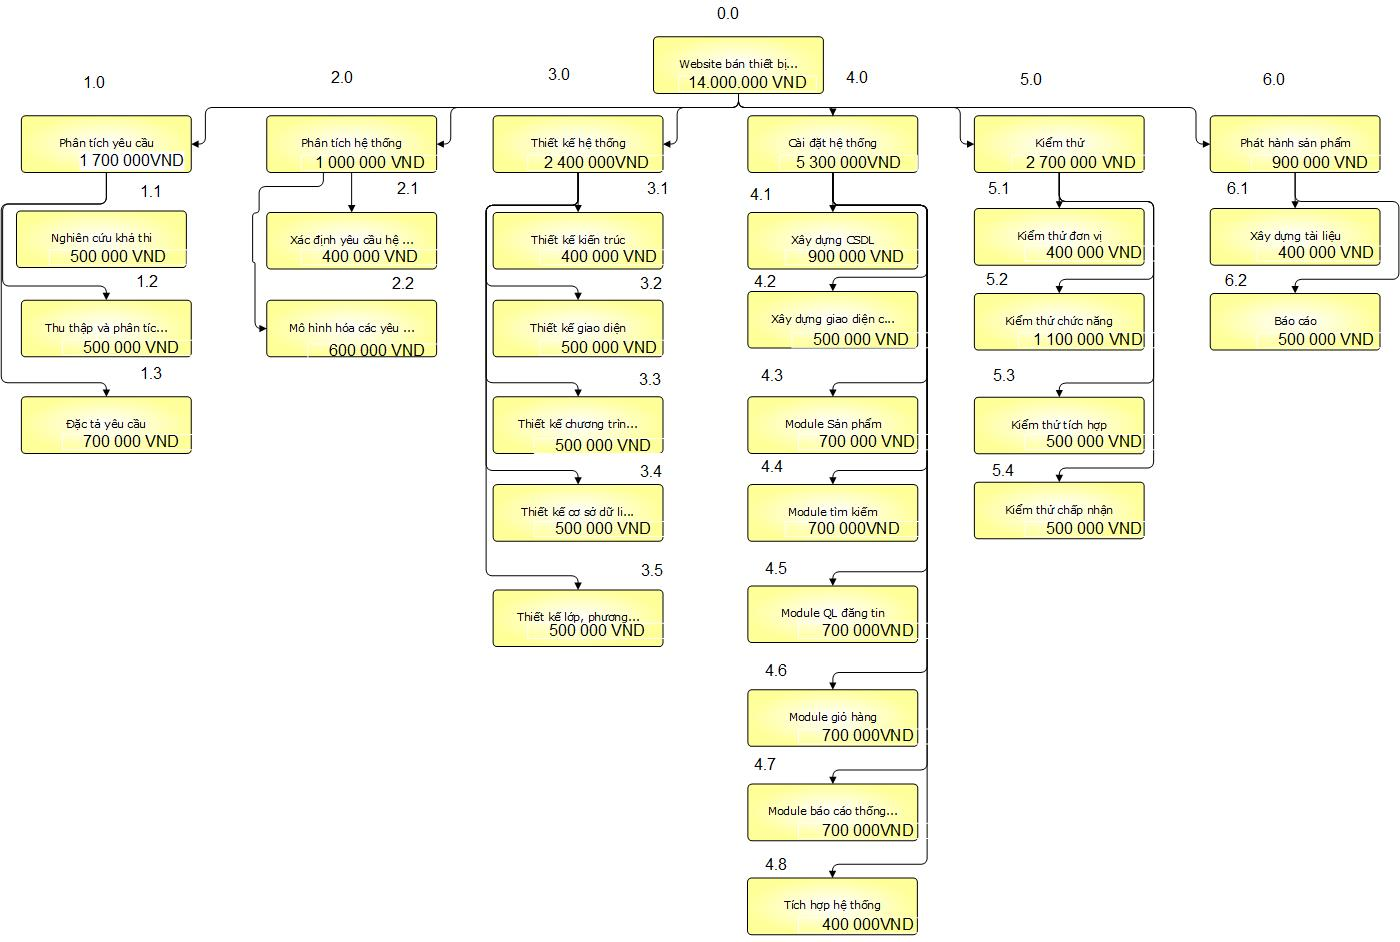 0.0
Website bán thiết bị...
14.000.000 VND
1.0
Phân tích yêu cầu
1 700 000VND
1.1
Nghiên cứu khả thi
500 000 VND
1.2
Thu thập và phân tíc...
500 000 VND
1.3
Đặc tả yêu cầu
700 000 VND
2.0
Phân tích hệ thống
1 000 000 VND
2.1
Xác định yêu cầu hệ ...
400 000 VND
2.2
Mô hình hóa các yêu ...
600 000 VND
3.0
Thiết kế hệ thống
2 400 000VND
3.1
Thiết kế kiến trúc
400 000 VND
3.2
Thiết kế giao diện
500 000 VND
3.3
Thiết kế chương trìn...
500 000 VND
3.4
Thiết kế cơ sở dữ li...
500 000 VND
3.5
Thiết kế lớp, phương...
500 000 VND
4.0
Cài đặt hệ thống
5 300 000VND
4.1
Xây dựng CSDL
900 000 VND
4.2
Xây dựng giao diện c...
500 000 VND
4.3
Module Sản phẩm
700 000 VND
4.4
Module tìm kiếm
700 000VND
4.5
Module QL đăng tin
700 000VND
4.6
Module giỏ hàng
700 000VND
4.7
Module báo cáo thống...
700 000VND
4.8
Tích hợp hệ thống
400 000VND
5.0
Kiểm thử
2 700 000 VND
5.1
Kiểm thử đơn vị
400 000 VND
5.2
Kiểm thử chức năng
1 100 000 VND
5.3
Kiểm thử tích hợp
500 000 VND
5.4
Kiểm thử chấp nhận
500 000 VND
6.0
Phát hành sản phẩm
900 000 VND
6.1
Xây dựng tài liệu
400 000 VND
6.2
Báo cáo
500 000 VND